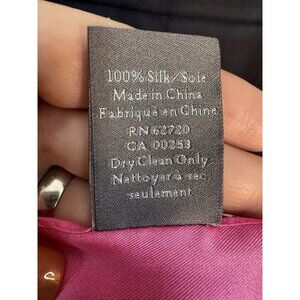 100% Silk/Soie
Made in China
Fabriqué en Chine
RN 62720
CA 00253
Dry Clean Only
Nettoyer à sec
seulement